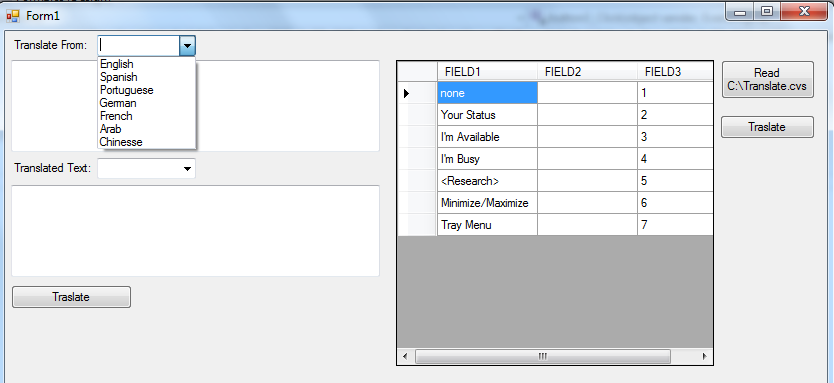 Form1
Translate From:
English
Spanish
Portuguese
German
French
Arab
Chinesse
Translated Text:
Traslate
FIELD1 FIELD2 FIELD3
none 1
Your Status 2
I'm Available 3
I'm Busy 4
<Research> 5
Minimize/Maximize 6
Tray Menu 7
Read
C:\Translate.cvs
Traslate